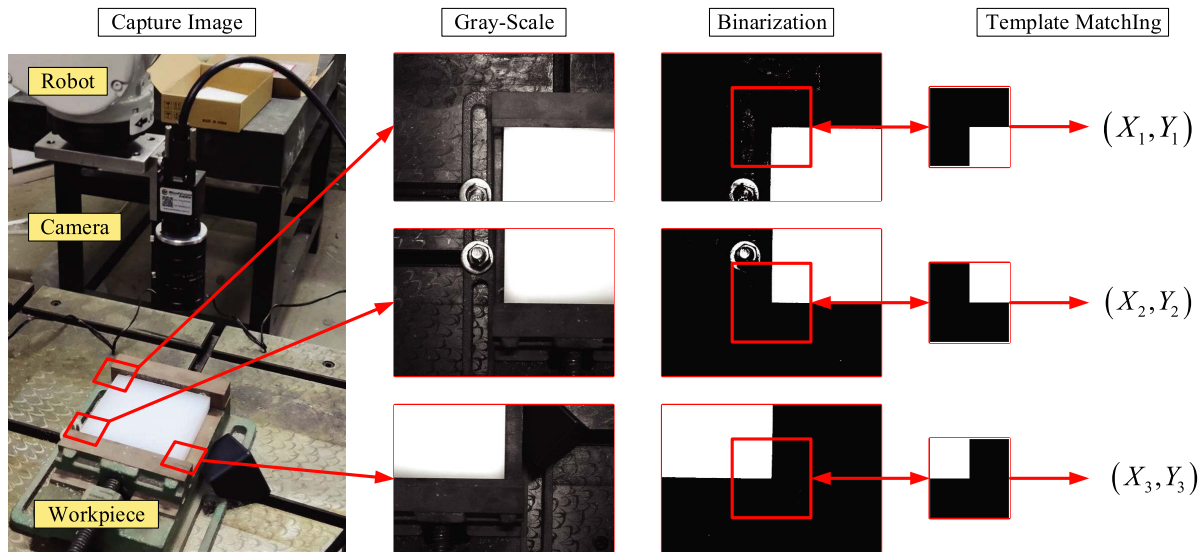 Capture Image
Gray-Scale
Binarization
Template MatchIng
Robot
Camera
Workpiece
(X₁,Y₁)
(X₂,Y₂)
(X₃,Y₃)